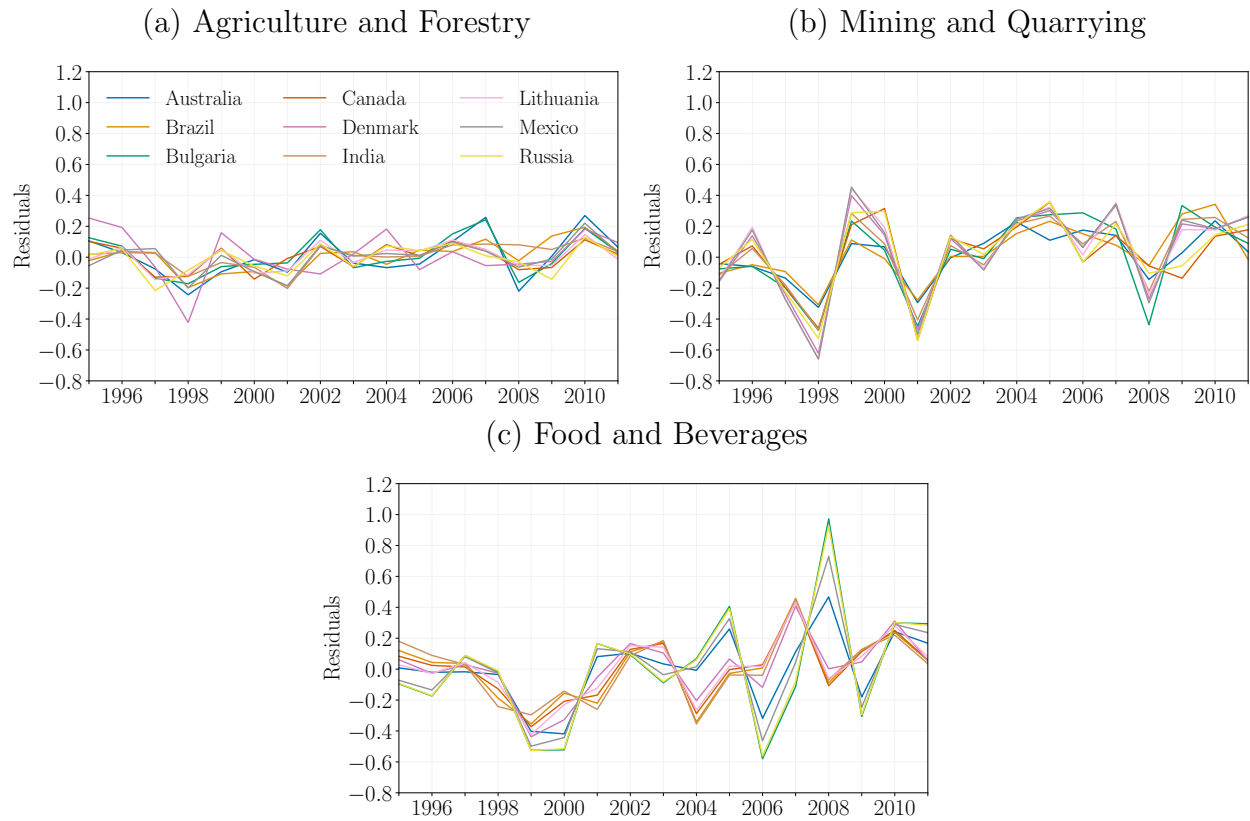 (a) Agriculture and Forestry
Residuals
1.2
1.0
0.8
0.6
0.4
0.2
0.0
−0.2
−0.4
−0.6
−0.8
Australia
Brazil
Bulgaria
Canada
Denmark
India
Lithuania
Mexico
Russia
1996 1998 2000 2002 2004 2006 2008 2010
(b) Mining and Quarrying
Residuals
1.2
1.0
0.8
0.6
0.4
0.2
0.0
−0.2
−0.4
−0.6
−0.8
1996 1998 2000 2002 2004 2006 2008 2010
(c) Food and Beverages
Residuals
1.2
1.0
0.8
0.6
0.4
0.2
0.0
−0.2
−0.4
−0.6
−0.8
1996 1998 2000 2002 2004 2006 2008 2010